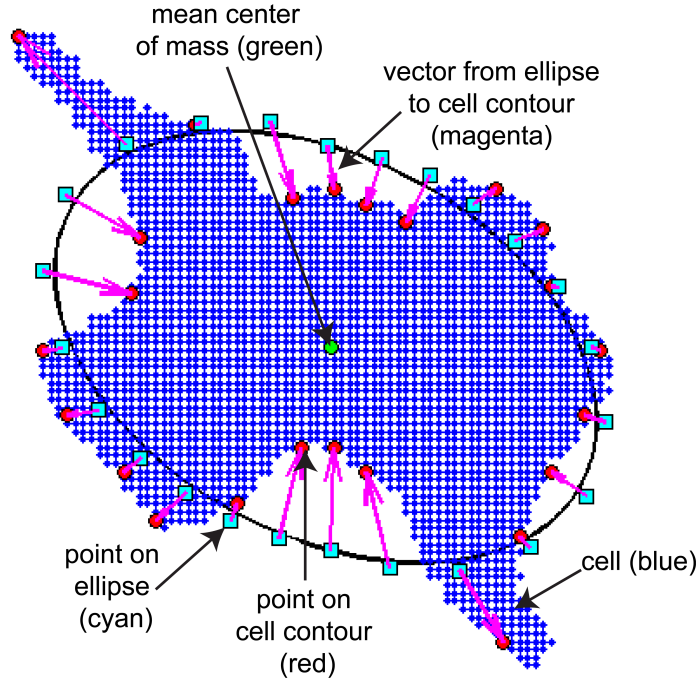 mean center
of mass (green)
vector from ellipse
to cell contour
(magenta)
point on
ellipse
(cyan)
point on
cell contour
(red)
cell (blue)